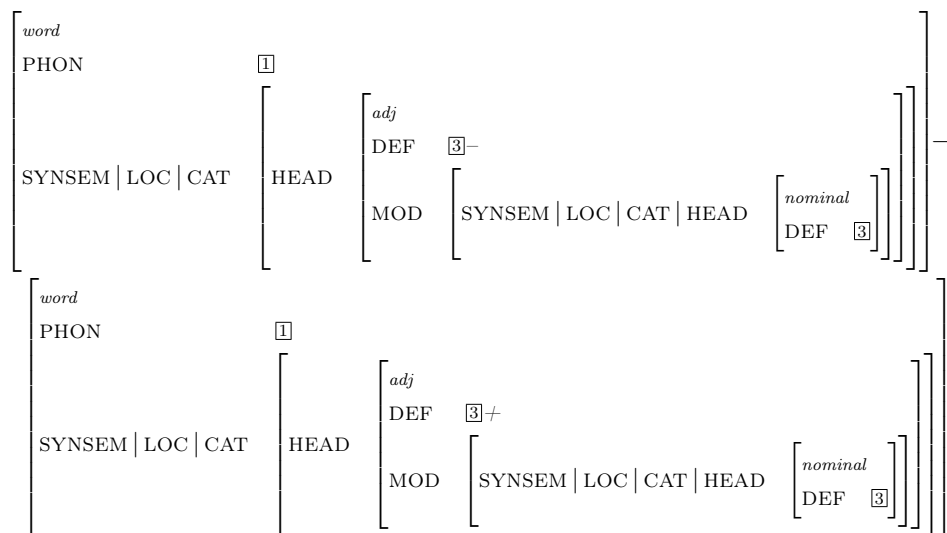 word
PHON 1
adj
DEF 3–
SYNSEM | LOC | CAT HEAD
MOD SYNSEM | LOC | CAT | HEAD nominal
DEF 3
–
word
PHON 1
adj
DEF 3+
SYNSEM | LOC | CAT HEAD
MOD SYNSEM | LOC | CAT | HEAD nominal
DEF 3